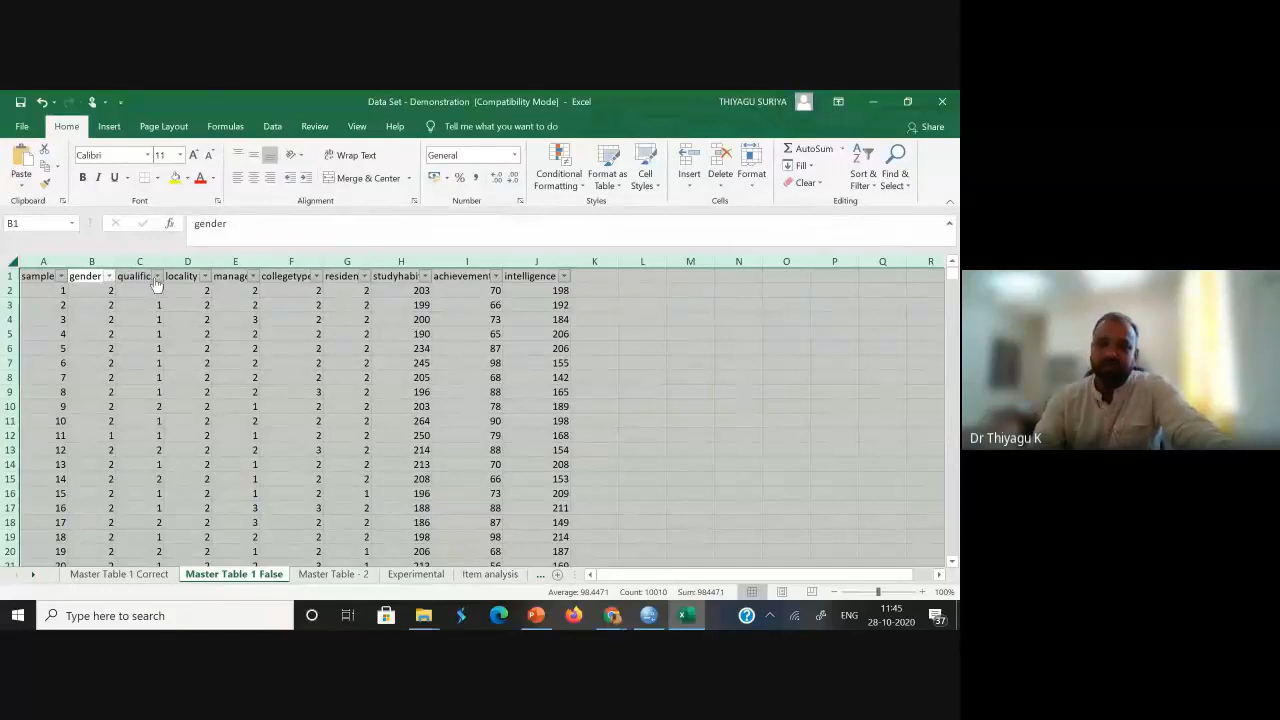 Data Set - Demonstration [Compatibility Mode] - Excel
THIYAGU SURIYA
File Home Insert Page Layout Formulas Data Review View Help Tell me what you want to do Share
Paste
Clipboard
Calibri 11
B I U
Font
Wrap Text
Merge & Center
Alignment
General
Number
Conditional Formatting
Format as Table
Cell Styles
Styles
Insert Delete Format
Cells
AutoSum
Fill
Clear
Sort & Filter
Find & Select
Editing
B1 fx gender
A B C D E F G H I J K L M N O P Q R
1 sample gender qualific locality manage collegetype residen studyhabi achievement intelligence
2 1 2 2 2 2 2 203 70 198
3 2 2 1 2 2 2 2 199 66 192
4 3 2 1 2 3 2 2 200 73 184
5 4 2 1 2 2 2 2 190 65 206
6 5 2 1 2 2 2 2 234 87 206
7 6 2 1 2 2 2 2 245 98 155
8 7 2 1 2 2 2 2 205 68 142
9 8 2 1 2 2 3 2 196 88 165
10 9 2 2 2 1 2 2 203 78 189
11 10 2 1 2 2 2 2 264 90 198
12 11 1 1 2 1 2 2 250 79 168
13 12 2 2 2 2 3 2 214 88 154
14 13 2 1 2 1 2 2 213 70 208
15 14 2 2 2 1 2 2 208 66 153
16 15 2 1 2 1 2 1 196 73 209
17 16 2 1 2 3 3 2 188 88 211
18 17 2 2 2 3 2 2 186 87 149
19 18 2 1 2 2 2 2 198 98 214
20 19 2 2 2 1 2 1 206 68 187
Master Table 1 Correct Master Table 1 False Master Table - 2 Experimental Item analysis ...
Average: 98.4471 Count: 10010 Sum: 984471 100%
Type here to search
ENG
11:45
28-10-2020
37
Dr Thiyagu K